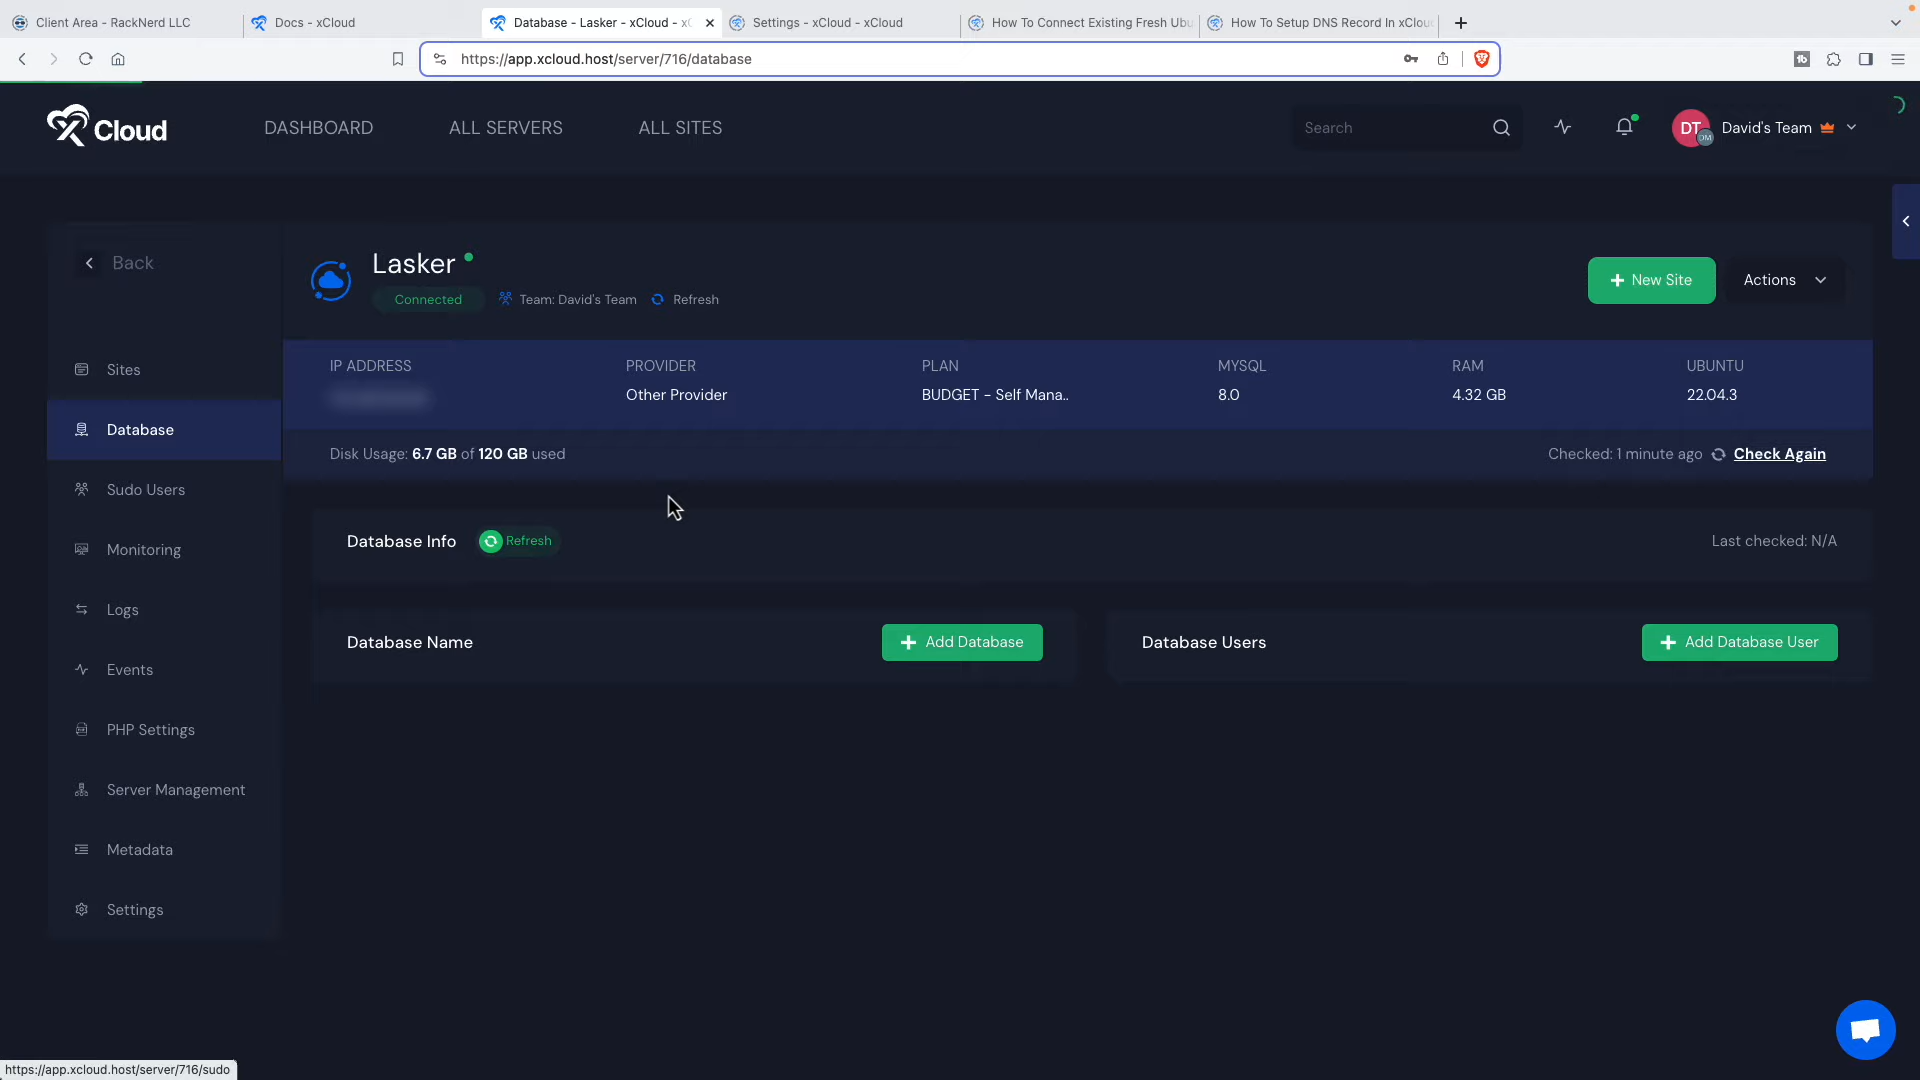 Client Area - RackNerd LLC
Docs - xCloud
Database - Lasker - xCloud - xC
Settings - xCloud - xCloud
How To Connect Existing Fresh Ubu
How To Setup DNS Record In xClou
https://app.xcloud.host/server/716/database
Cloud
DASHBOARD
ALL SERVERS
ALL SITES
Search
DT
DM
David's Team
Back
Lasker
Connected
Team: David's Team
Refresh
New Site
Actions
IP ADDRESS
PROVIDER
PLAN
MYSQL
RAM
UBUNTU
Other Provider
BUDGET - Self Mana..
8.0
4.32 GB
22.04.3
Disk Usage: 6.7 GB of 120 GB used
Checked: 1 minute ago
Check Again
Sites
Database
Sudo Users
Monitoring
Logs
Events
PHP Settings
Server Management
Metadata
Settings
Database Info
Refresh
Last checked: N/A
Database Name
Add Database
Database Users
Add Database User
https://app.xcloud.host/server/716/sudo